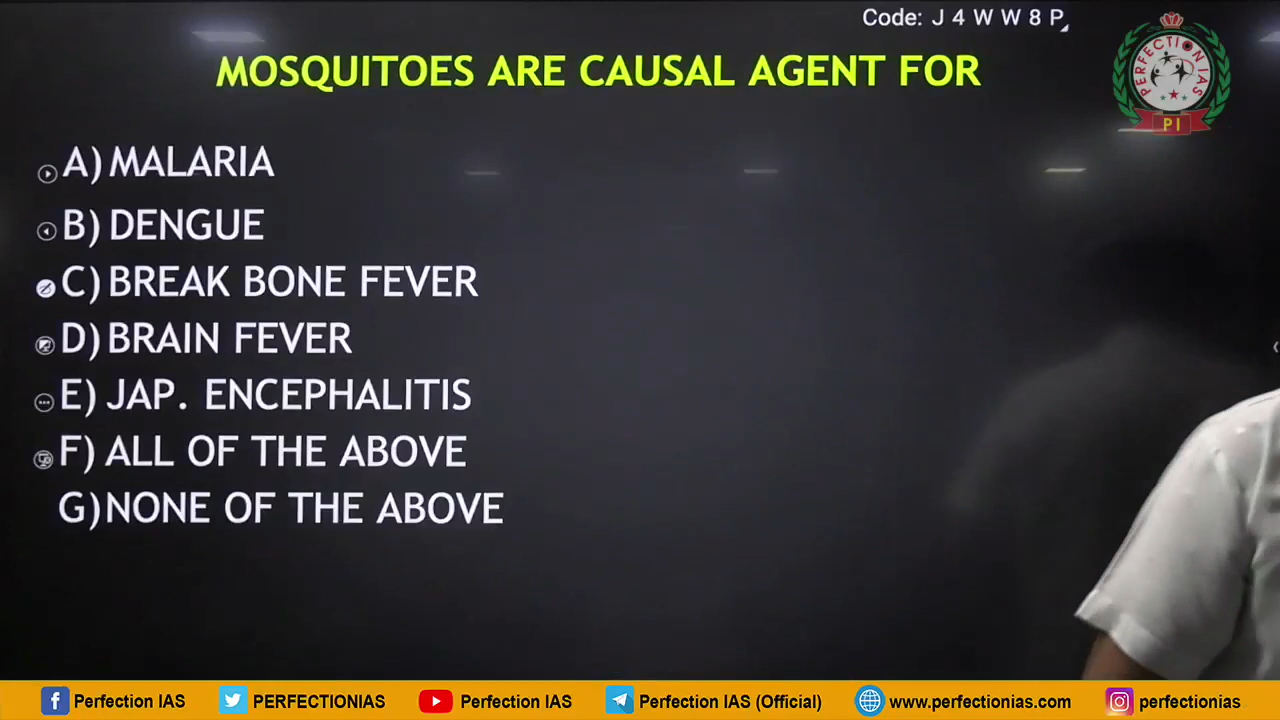 Code: J 4 W W 8 P
PERFECTION IAS
PI
MOSQUITOES ARE CAUSAL AGENT FOR
A) MALARIA
B) DENGUE
C) BREAK BONE FEVER
D) BRAIN FEVER
E) JAP. ENCEPHALITIS
F) ALL OF THE ABOVE
G) NONE OF THE ABOVE
Perfection IAS PERFECTIONIAS Perfection IAS Perfection IAS (Official) www.perfectionias.com perfectionias